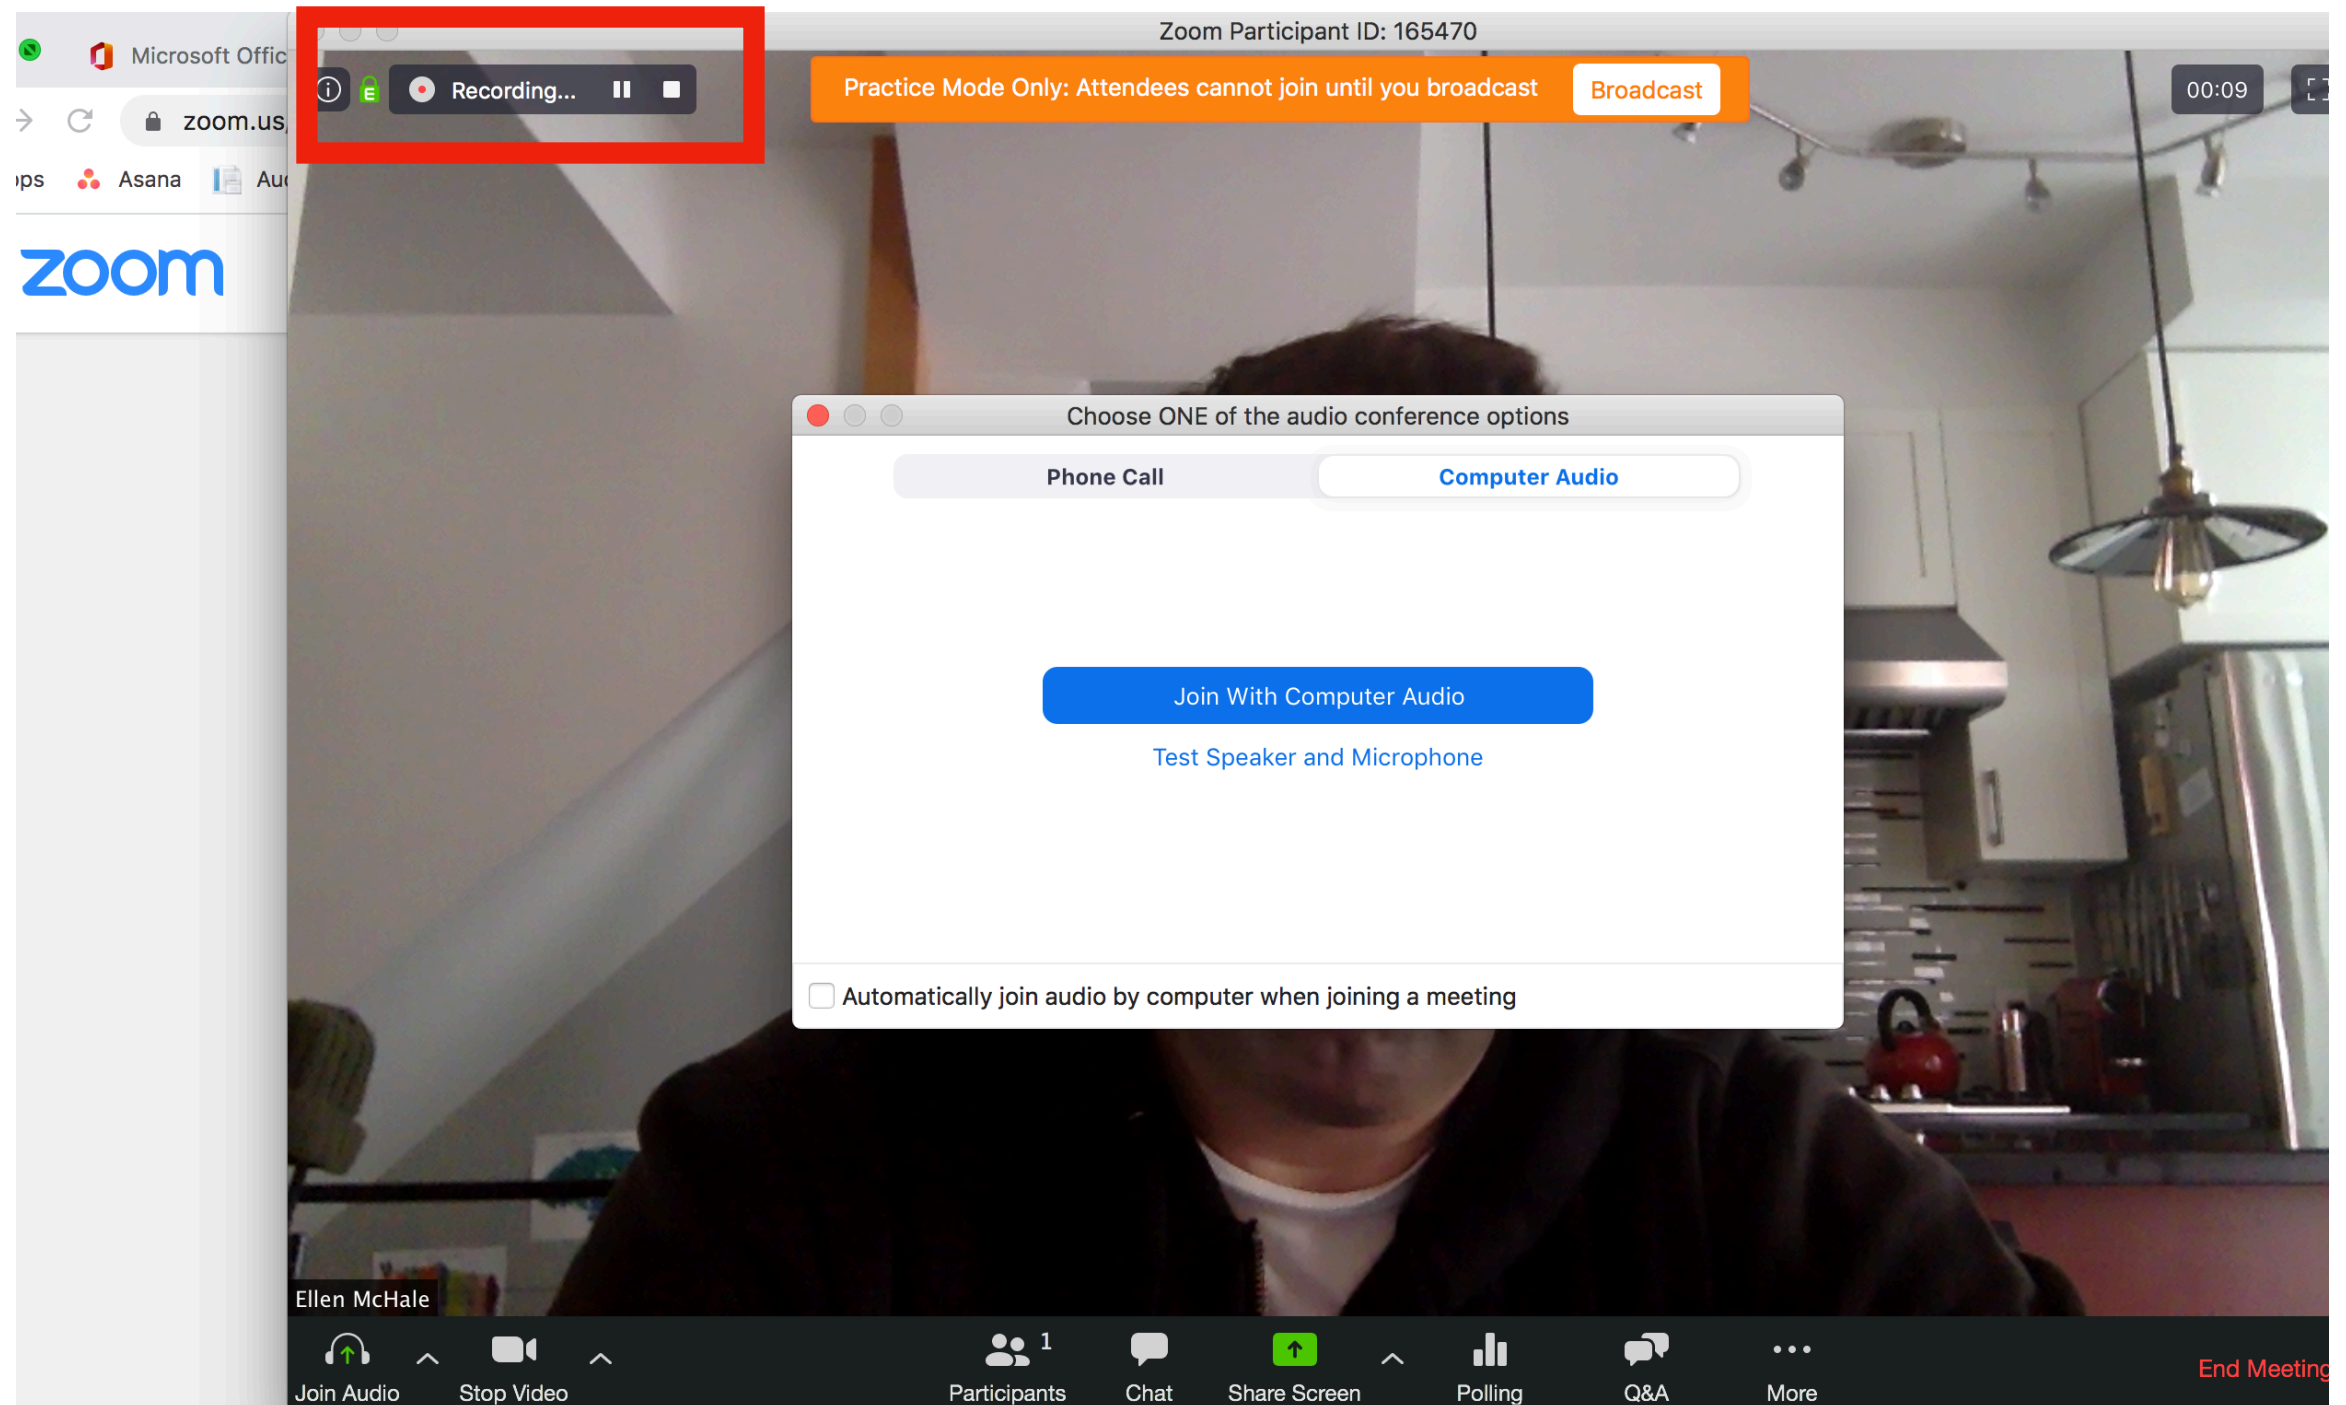 Zoom Participant ID: 165470
Microsoft Offic
Recording...
Practice Mode Only: Attendees cannot join until you broadcast
Broadcast
00:09
zoom.us
Asana
zoom
Choose ONE of the audio conference options
Phone Call
Computer Audio
Join With Computer Audio
Test Speaker and Microphone
Automatically join audio by computer when joining a meeting
Ellen McHale
1
Join Audio
Stop Video
Participants
Chat
Share Screen
Polling
Q&A
More
End Meeting